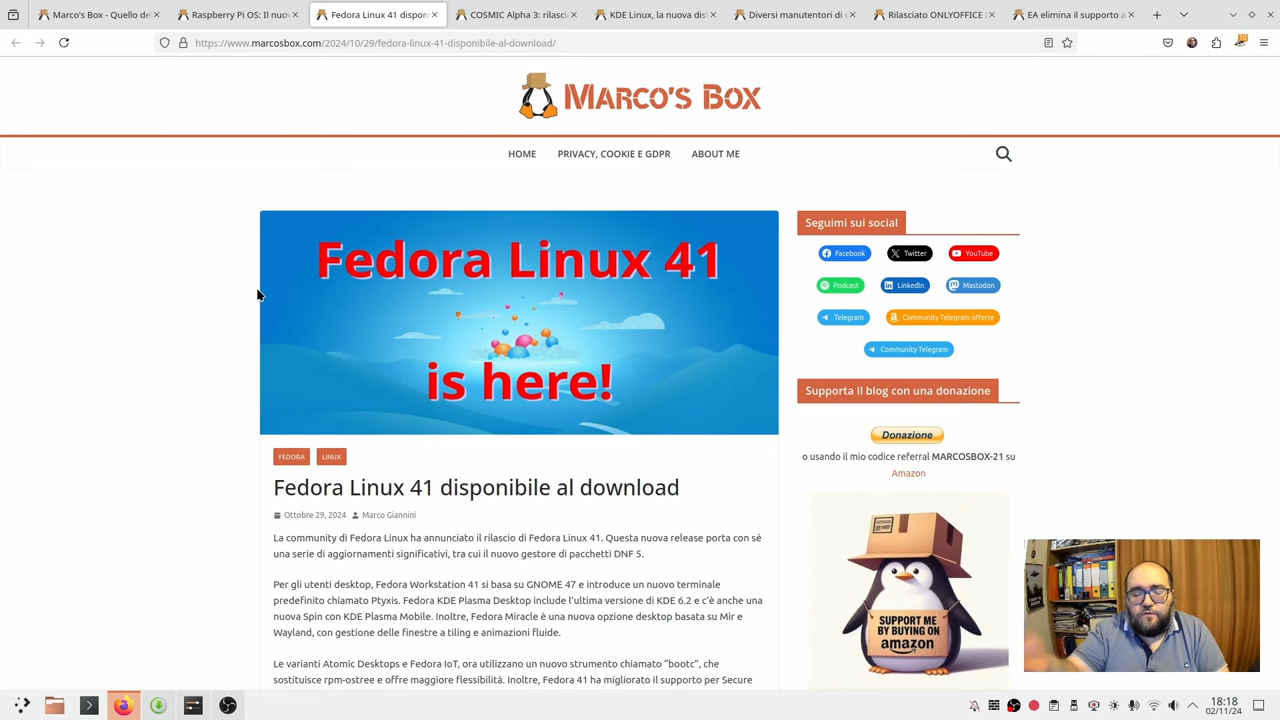 Marco's Box - Quello de
Raspberry Pi OS: Il nuov
Fedora Linux 41 dispon
COSMIC Alpha 3: rilasci
KDE Linux, la nuova dis
Diversi manutentori di
Rilasciato ONLYOFFICE
EA elimina il supporto a
https://www.marcosbox.com/2024/10/29/fedora-linux-41-disponibile-al-download/
MARCO'S BOX
HOME
PRIVACY, COOKIE E GDPR
ABOUT ME
Fedora Linux 41
is here!
FEDORA
LINUX
Fedora Linux 41 disponibile al download
Ottobre 29, 2024
Marco Giannini
La community di Fedora Linux ha annunciato il rilascio di Fedora Linux 41. Questa nuova release porta con sé
una serie di aggiornamenti significativi, tra cui il nuovo gestore di pacchetti DNF 5.
Per gli utenti desktop, Fedora Workstation 41 si basa su GNOME 47 e introduce un nuovo terminale
predefinito chiamato Ptyxis. Fedora KDE Plasma Desktop include l'ultima versione di KDE 6.2 e c'è anche una
nuova Spin con KDE Plasma Mobile. Inoltre, Fedora Miracle è una nuova opzione desktop basata su Mir e
Wayland, con gestione delle finestre a tiling e animazioni fluide.
Le varianti Atomic Desktops e Fedora IoT, ora utilizzano un nuovo strumento chiamato "bootc", che
sostituisce rpm-ostree e offre maggiore flessibilità. Inoltre, Fedora 41 ha migliorato il supporto per Secure
Seguimi sui social
Facebook
Twitter
YouTube
Podcast
LinkedIn
Mastodon
Telegram
Community Telegram offerte
Community Telegram
Supporta il blog con una donazione
Donazione
o usando il mio codice referral MARCOSBOX-21 su
Amazon
SUPPORT ME
BY BUYING ON
amazon
18:18
02/11/24